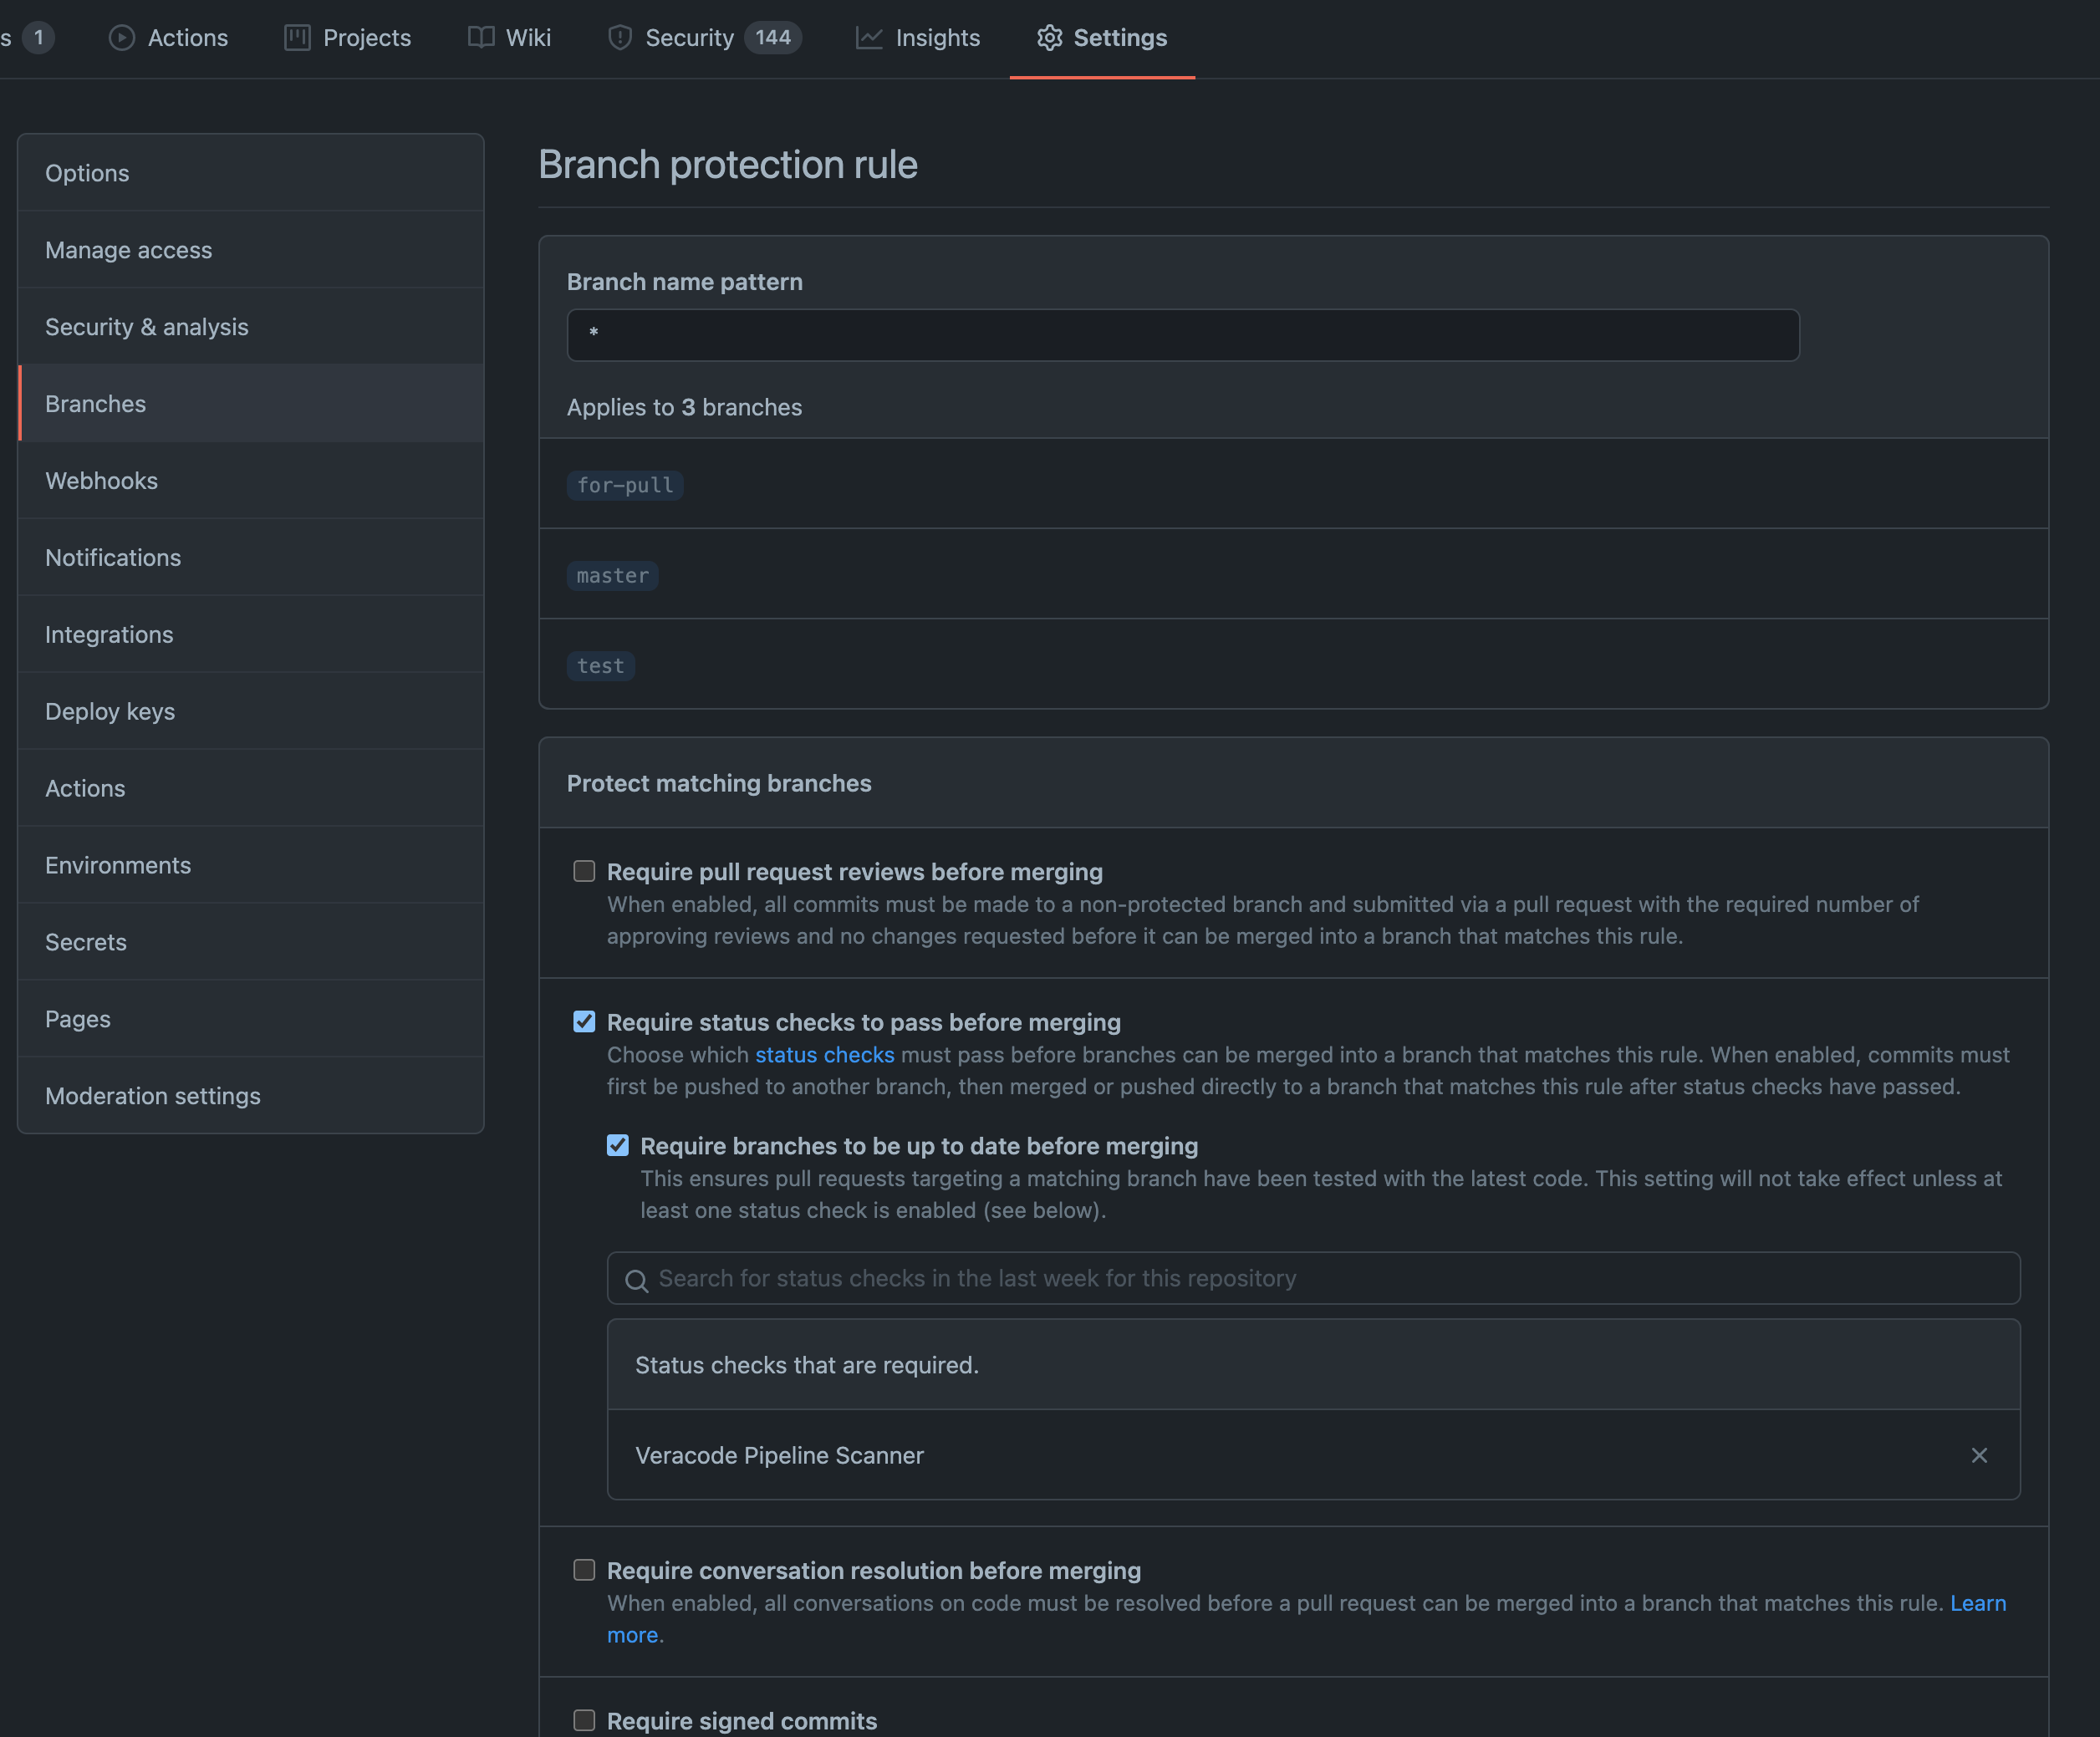 s 1 Actions Projects Wiki Security 144 Insights Settings
Options
Manage access
Security & analysis
Branches
Webhooks
Notifications
Integrations
Deploy keys
Actions
Environments
Secrets
Pages
Moderation settings
Branch protection rule
Branch name pattern
*
Applies to 3 branches
for-pull
master
test
Protect matching branches
Require pull request reviews before merging
When enabled, all commits must be made to a non-protected branch and submitted via a pull request with the required number of
approving reviews and no changes requested before it can be merged into a branch that matches this rule.
Require status checks to pass before merging
Choose which status checks must pass before branches can be merged into a branch that matches this rule. When enabled, commits must
first be pushed to another branch, then merged or pushed directly to a branch that matches this rule after status checks have passed.
Require branches to be up to date before merging
This ensures pull requests targeting a matching branch have been tested with the latest code. This setting will not take effect unless at
least one status check is enabled (see below).
Search for status checks in the last week for this repository
Status checks that are required.
Veracode Pipeline Scanner
Require conversation resolution before merging
When enabled, all conversations on code must be resolved before a pull request can be merged into a branch that matches this rule. Learn
more.
Require signed commits